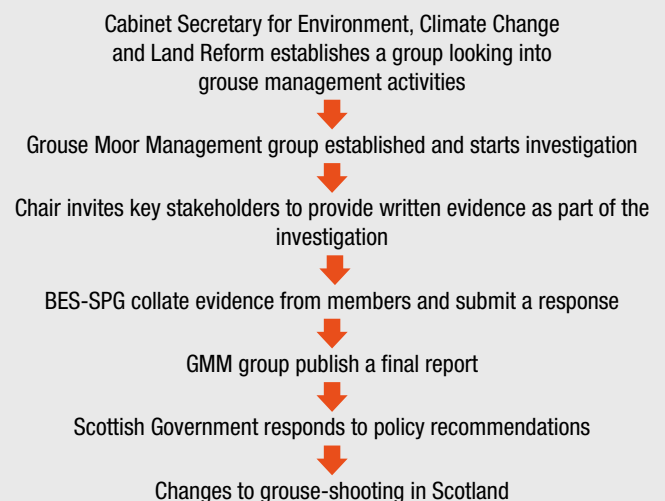 Cabinet Secretary for Environment, Climate Change
and Land Reform establishes a group looking into
grouse management activities
Grouse Moor Management group established and starts investigation
Chair invites key stakeholders to provide written evidence as part of the
investigation
BES-SPG collate evidence from members and submit a response
GMM group publish a final report
Scottish Government responds to policy recommendations
Changes to grouse-shooting in Scotland